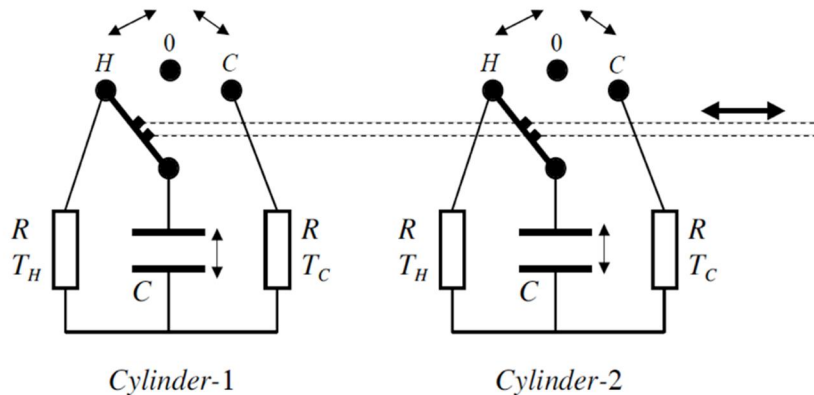 0 0
H C H C
R R R R
T_H T_C T_H T_C
C C
Cylinder-1 Cylinder-2